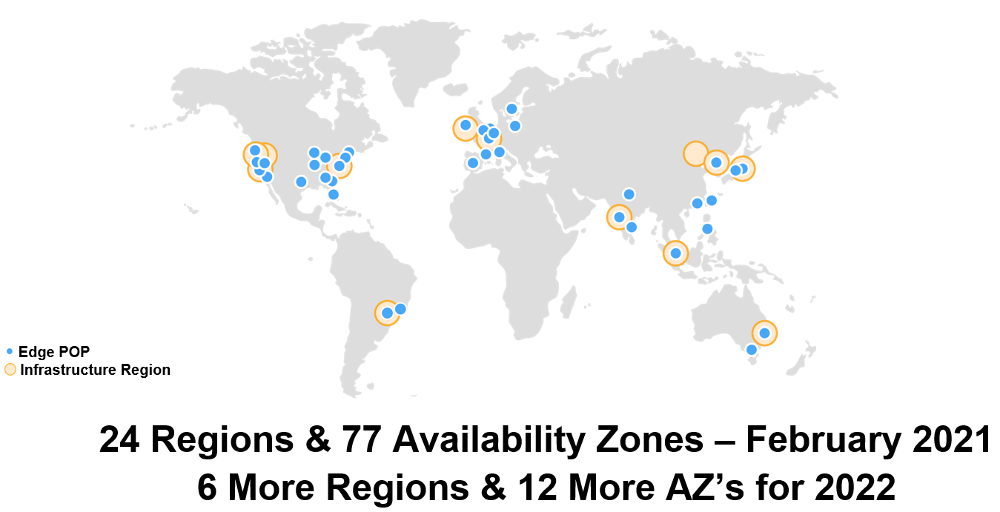 Edge POP
Infrastructure Region
24 Regions & 77 Availability Zones – February 2021
6 More Regions & 12 More AZ’s for 2022